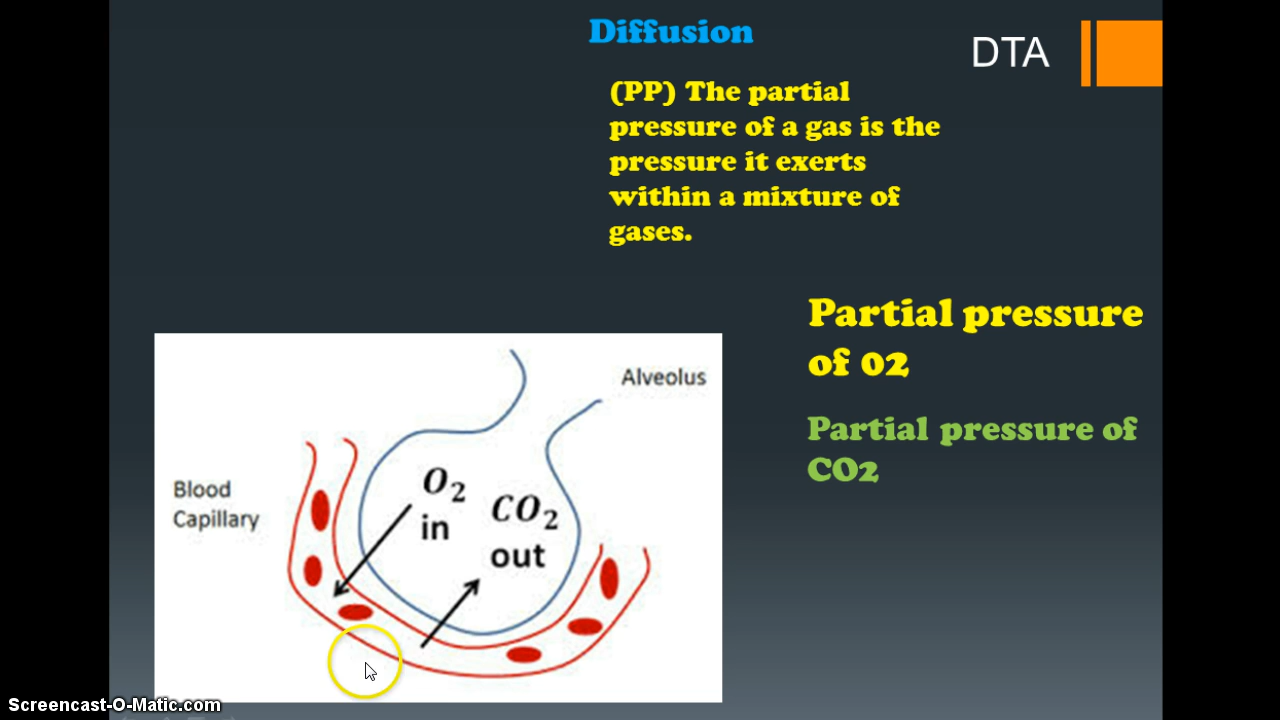 Diffusion
DTA
(PP) The partial
pressure of a gas is the
pressure it exerts
within a mixture of
gases.
Partial pressure
of 02
Partial pressure of
CO2
Alveolus
Blood
Capillary
O2
in
CO2
out
Screencast-O-Matic.com